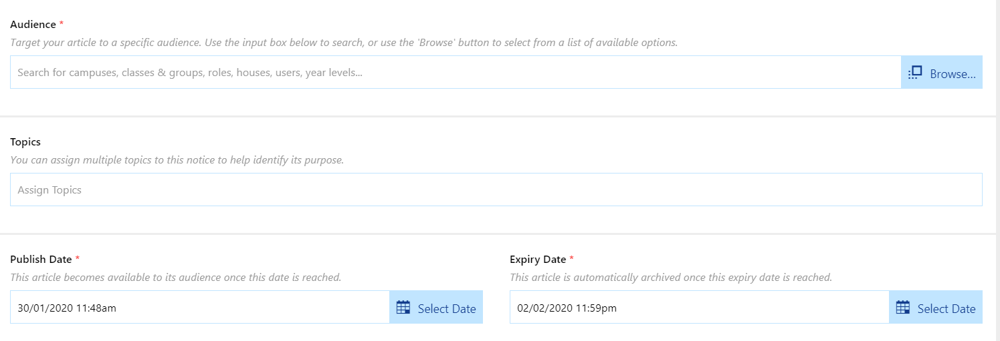 Audience *
Target your article to a specific audience. Use the input box below to search, or use the 'Browse' button to select from a list of available options.
Search for campuses, classes & groups, roles, houses, users, year levels...
Browse...
Topics
You can assign multiple topics to this notice to help identify its purpose.
Assign Topics
Publish Date *
This article becomes available to its audience once this date is reached.
30/01/2020 11:48am
Select Date
Expiry Date *
This article is automatically archived once this expiry date is reached.
02/02/2020 11:59pm
Select Date